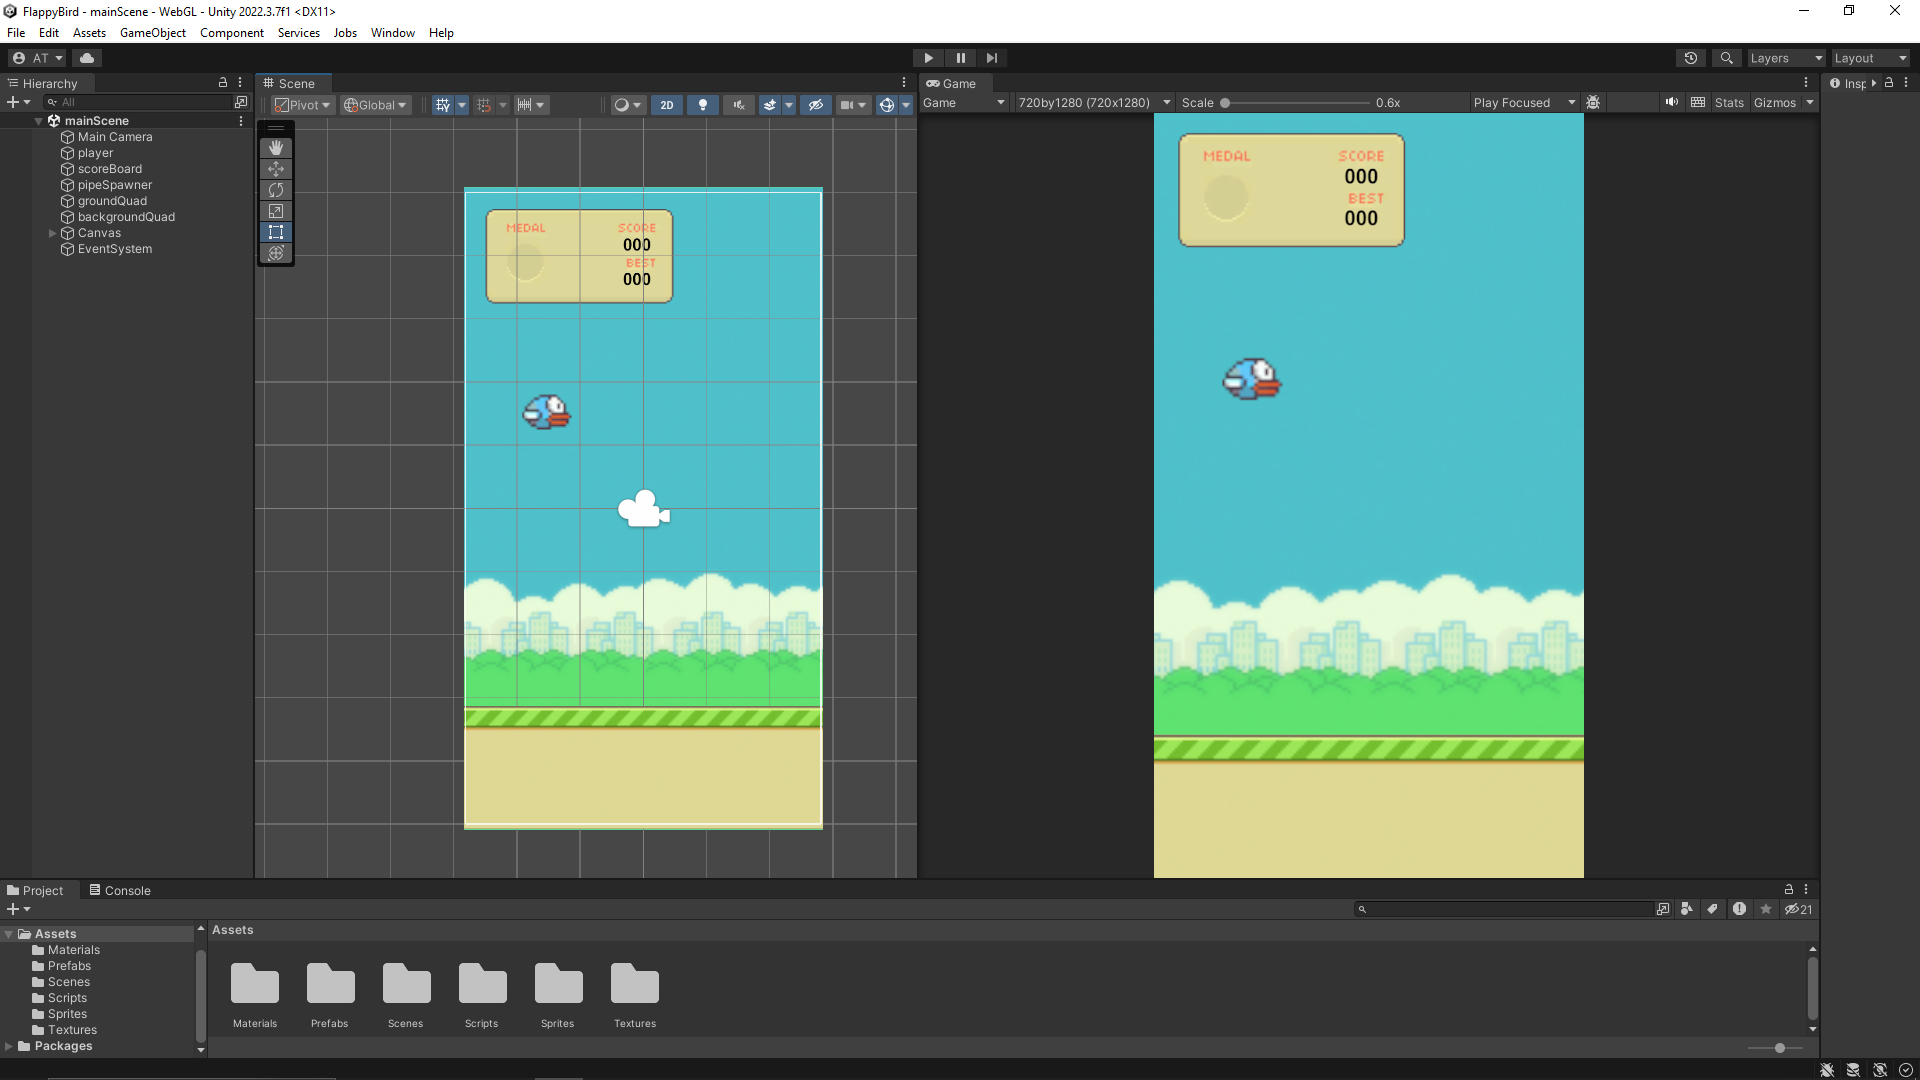 FlappyBird - mainScene - WebGL - Unity 2022.3.7f1 <DX11>
File Edit Assets GameObject Component Services Jobs Window Help
AT
Layers Layout
Hierarchy
All
mainScene
Main Camera
player
scoreBoard
pipeSpawner
groundQuad
backgroundQuad
Canvas
EventSystem
Scene
Pivot Global 2D
MEDAL SCORE
000
BEST
000
Game
Game 720by1280 (720x1280) Scale 0.6x Play Focused Stats Gizmos
MEDAL SCORE
000
BEST
000
Insp
Project Console
21
Assets
Materials
Prefabs
Scenes
Scripts
Sprites
Textures
Packages
Assets
Materials Prefabs Scenes Scripts Sprites Textures